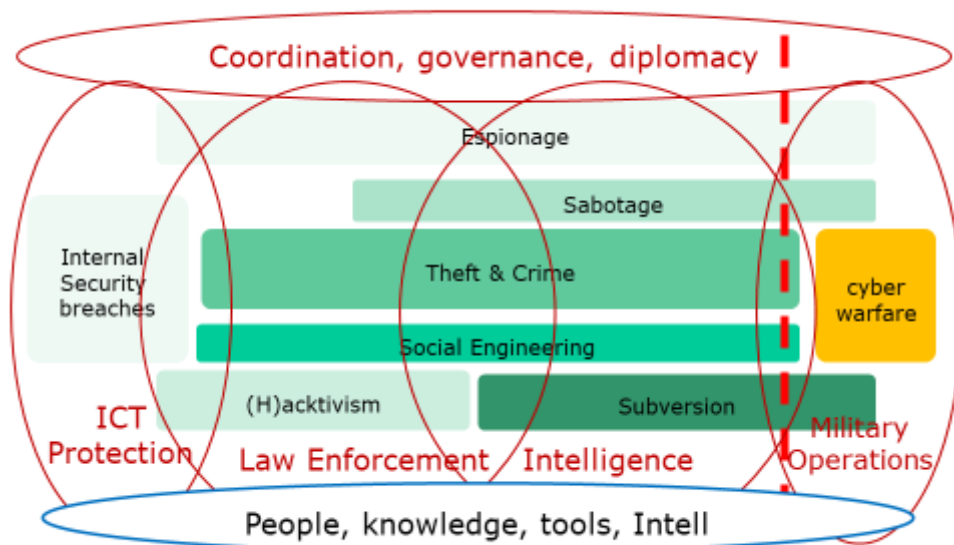 Coordination, governance, diplomacy
Espionage
Sabotage
Internal
Security
breaches
Theft & Crime
cyber
warfare
Social Engineering
(H)acktivism
Subversion
ICT
Protection
Law Enforcement
Intelligence
Military
Operations
People, knowledge, tools, Intell